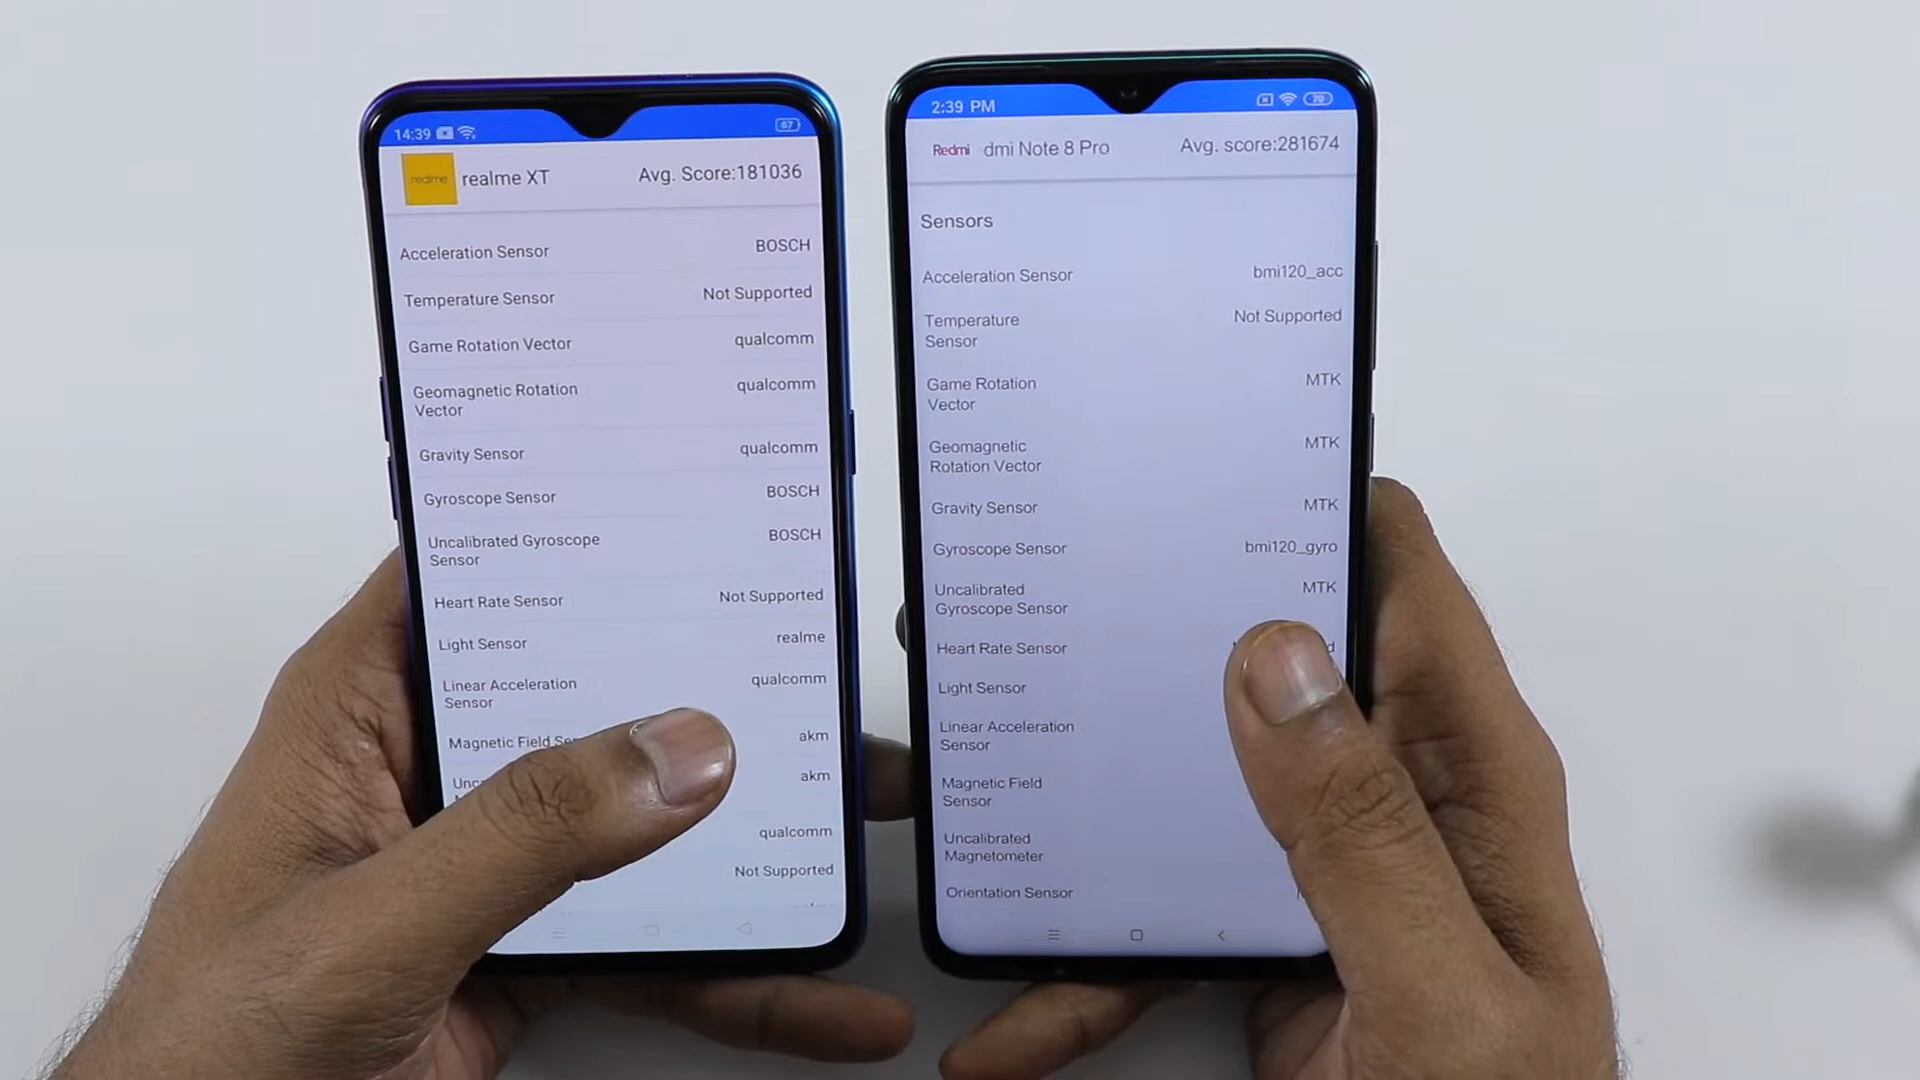 14:39
67
realme
realme XT
Avg. Score:181036
Acceleration Sensor
BOSCH
Temperature Sensor
Not Supported
Game Rotation Vector
qualcomm
Geomagnetic Rotation
Vector
qualcomm
Gravity Sensor
qualcomm
Gyroscope Sensor
BOSCH
Uncalibrated Gyroscope
Sensor
BOSCH
Heart Rate Sensor
Not Supported
Light Sensor
realme
Linear Acceleration
Sensor
qualcomm
Magnetic Field
akm
akm
qualcomm
Not Supported
2:39 PM
70
Redmi
dmi Note 8 Pro
Avg. score:281674
Sensors
Acceleration Sensor
bmi120_acc
Temperature
Sensor
Not Supported
Game Rotation
Vector
MTK
Geomagnetic
Rotation Vector
MTK
Gravity Sensor
MTK
Gyroscope Sensor
bmi120_gyro
Uncalibrated
Gyroscope Sensor
MTK
Heart Rate Sensor
Light Sensor
Linear Acceleration
Sensor
Magnetic Field
Sensor
Uncalibrated
Magnetometer
Orientation Sensor